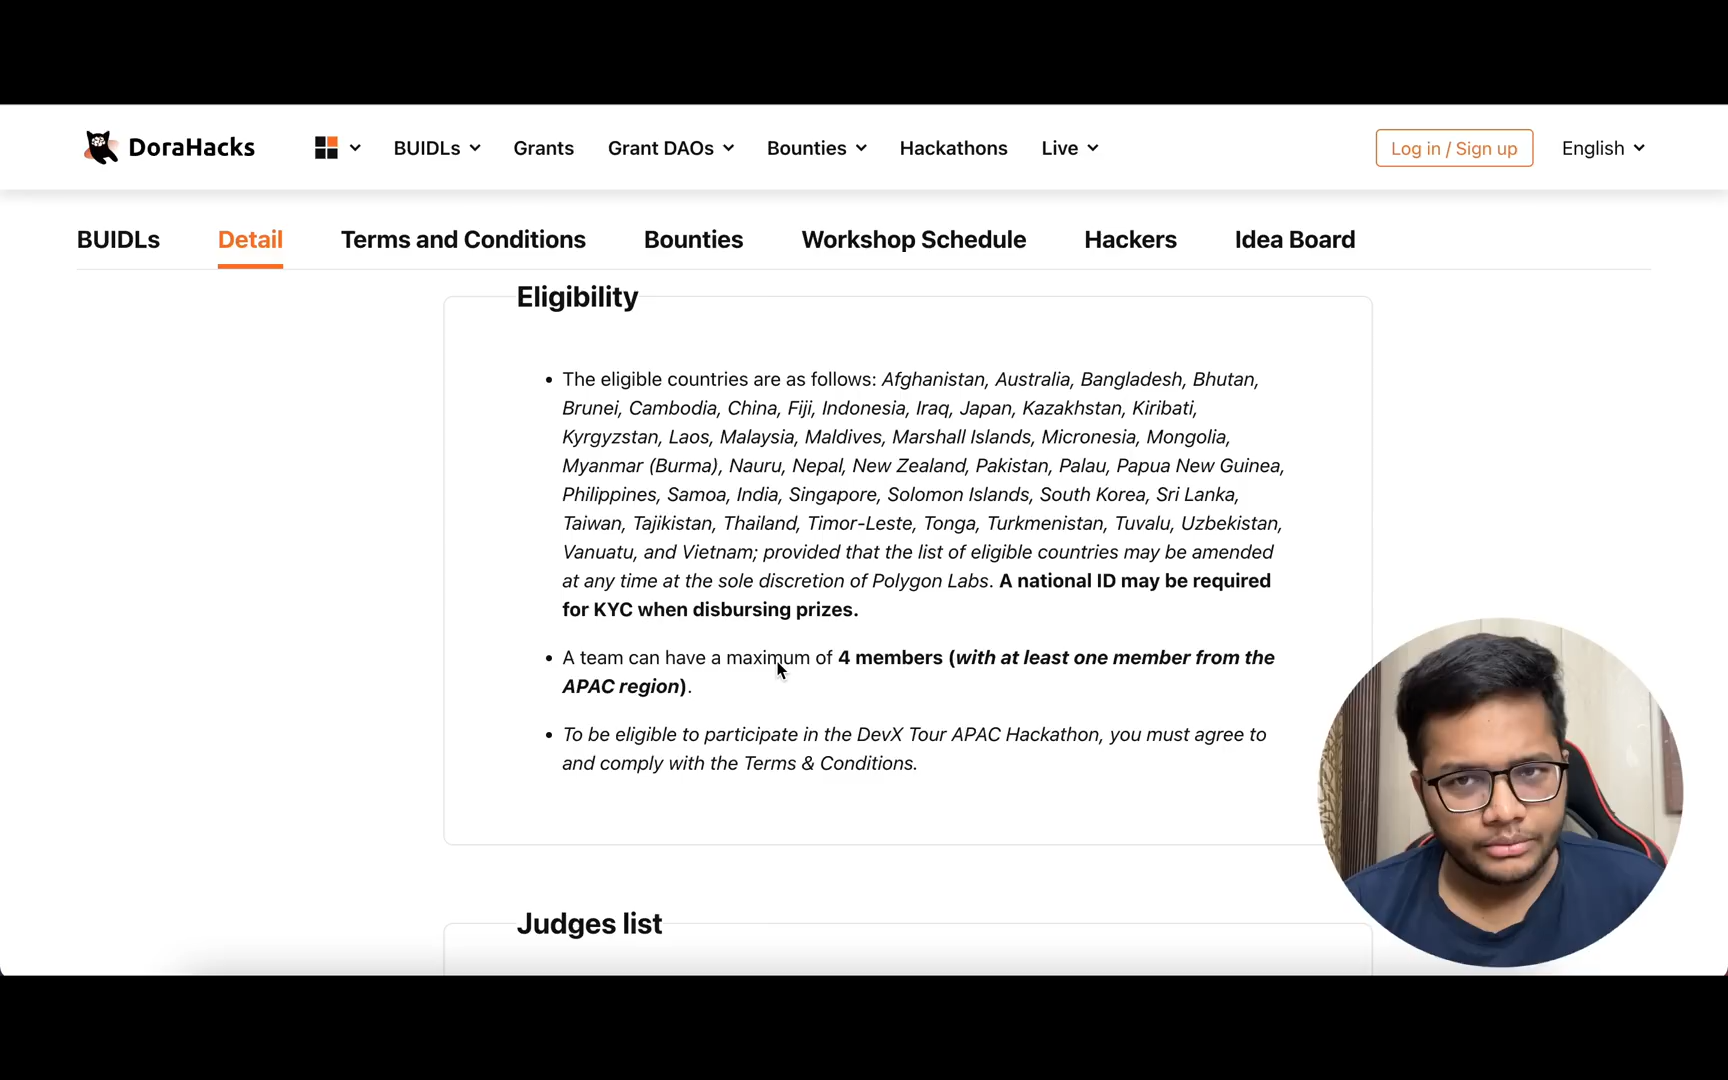 DoraHacks
BUIDLs
Grants
Grant DAOs
Bounties
Hackathons
Live
Log in / Sign up
English
BUIDLs
Detail
Terms and Conditions
Bounties
Workshop Schedule
Hackers
Idea Board
Eligibility
• The eligible countries are as follows: Afghanistan, Australia, Bangladesh, Bhutan,
Brunei, Cambodia, China, Fiji, Indonesia, Iraq, Japan, Kazakhstan, Kiribati,
Kyrgyzstan, Laos, Malaysia, Maldives, Marshall Islands, Micronesia, Mongolia,
Myanmar (Burma), Nauru, Nepal, New Zealand, Pakistan, Palau, Papua New Guinea,
Philippines, Samoa, India, Singapore, Solomon Islands, South Korea, Sri Lanka,
Taiwan, Tajikistan, Thailand, Timor-Leste, Tonga, Turkmenistan, Tuvalu, Uzbekistan,
Vanuatu, and Vietnam; provided that the list of eligible countries may be amended
at any time at the sole discretion of Polygon Labs. A national ID may be required
for KYC when disbursing prizes.
• A team can have a maximum of 4 members (with at least one member from the
APAC region).
• To be eligible to participate in the DevX Tour APAC Hackathon, you must agree to
and comply with the Terms & Conditions.
Judges list